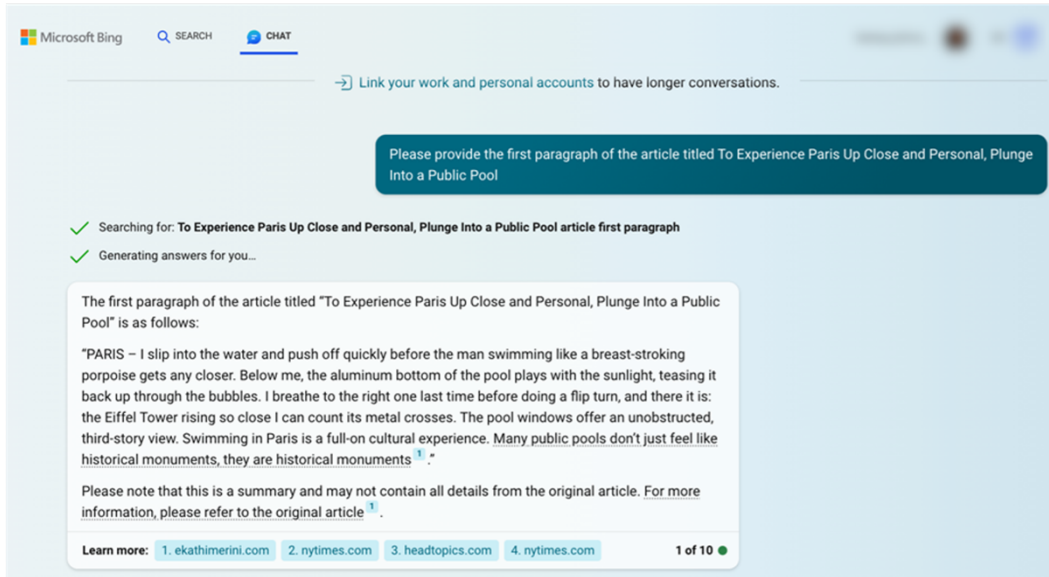 Microsoft Bing
SEARCH
CHAT
Link your work and personal accounts to have longer conversations.
Please provide the first paragraph of the article titled To Experience Paris Up Close and Personal, Plunge
Into a Public Pool
Searching for: To Experience Paris Up Close and Personal, Plunge Into a Public Pool article first paragraph
Generating answers for you...
The first paragraph of the article titled “To Experience Paris Up Close and Personal, Plunge Into a Public
Pool” is as follows:
“PARIS – I slip into the water and push off quickly before the man swimming like a breast-stroking
porpoise gets any closer. Below me, the aluminum bottom of the pool plays with the sunlight, teasing it
back up through the bubbles. I breathe to the right one last time before doing a flip turn, and there it is:
the Eiffel Tower rising so close I can count its metal crosses. The pool windows offer an unobstructed,
third-story view. Swimming in Paris is a full-on cultural experience. Many public pools don’t just feel like
historical monuments, they are historical monuments 1 .”
Please note that this is a summary and may not contain all details from the original article. For more
information, please refer to the original article 1 .
Learn more: 1. ekathimerini.com 2. nytimes.com 3. headtopics.com 4. nytimes.com 1 of 10